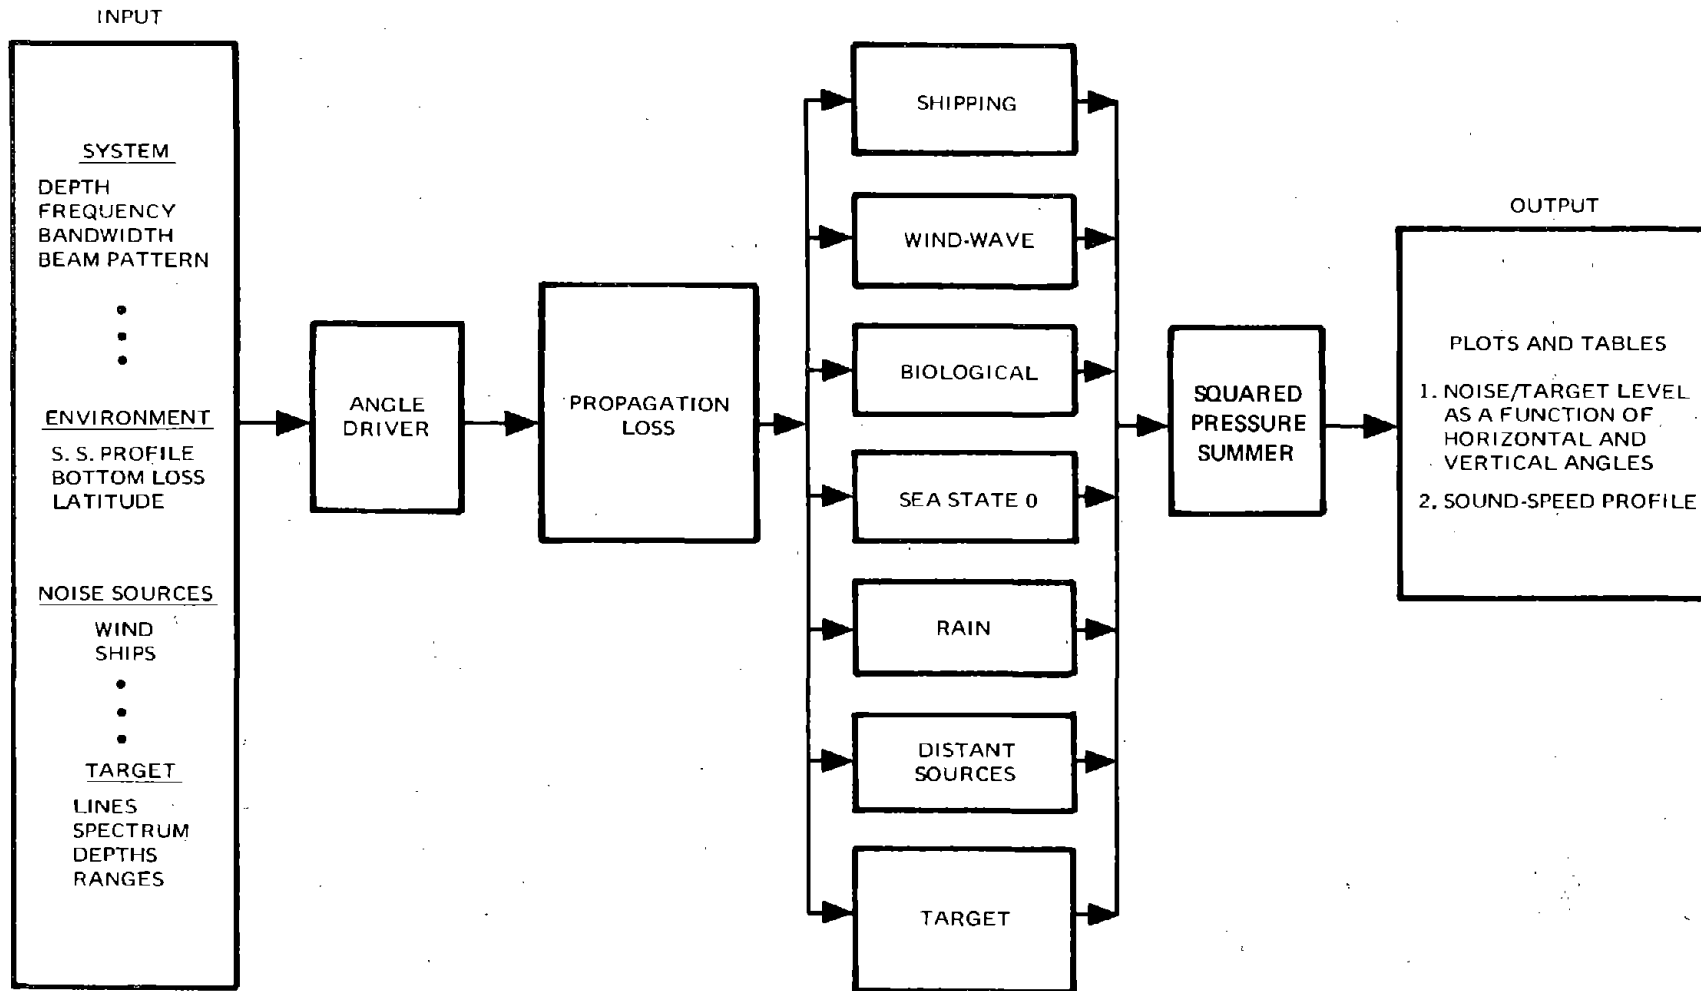 INPUT
SYSTEM
DEPTH
FREQUENCY
BANDWIDTH
BEAM PATTERN
ENVIRONMENT
S. S. PROFILE
BOTTOM LOSS
LATITUDE
NOISE SOURCES
WIND
SHIPS
TARGET
LINES
SPECTRUM
DEPTHS
RANGES
ANGLE
DRIVER
PROPAGATION
LOSS
SHIPPING
WIND-WAVE
BIOLOGICAL
SEA STATE 0
RAIN
DISTANT
SOURCES
TARGET
SQUARED
PRESSURE
SUMMER
OUTPUT
PLOTS AND TABLES
1. NOISE/TARGET LEVEL
AS A FUNCTION OF
HORIZONTAL AND
VERTICAL ANGLES
2. SOUND-SPEED PROFILE